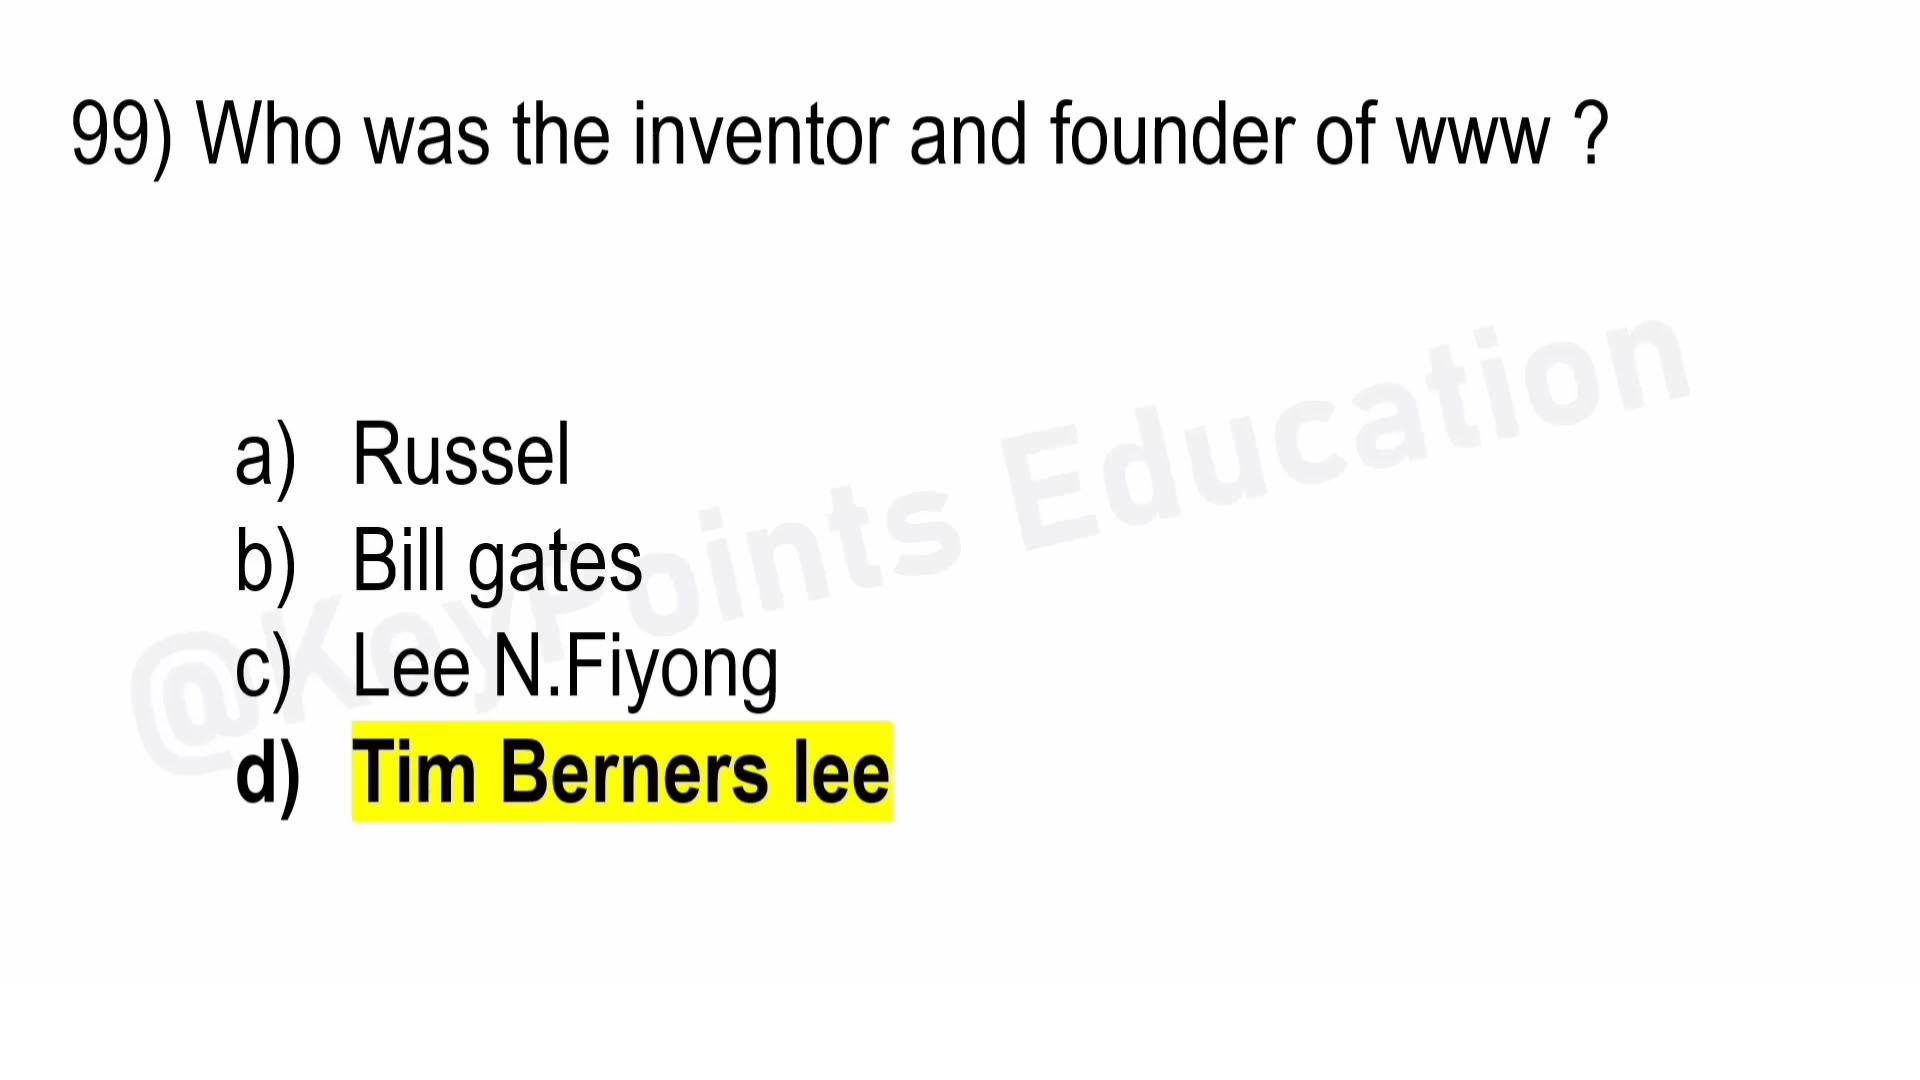 99) Who was the inventor and founder of www ?
a) Russel
b) Bill gates
c) Lee N.Fiyong
d) Tim Berners lee
@KeyPoints Education